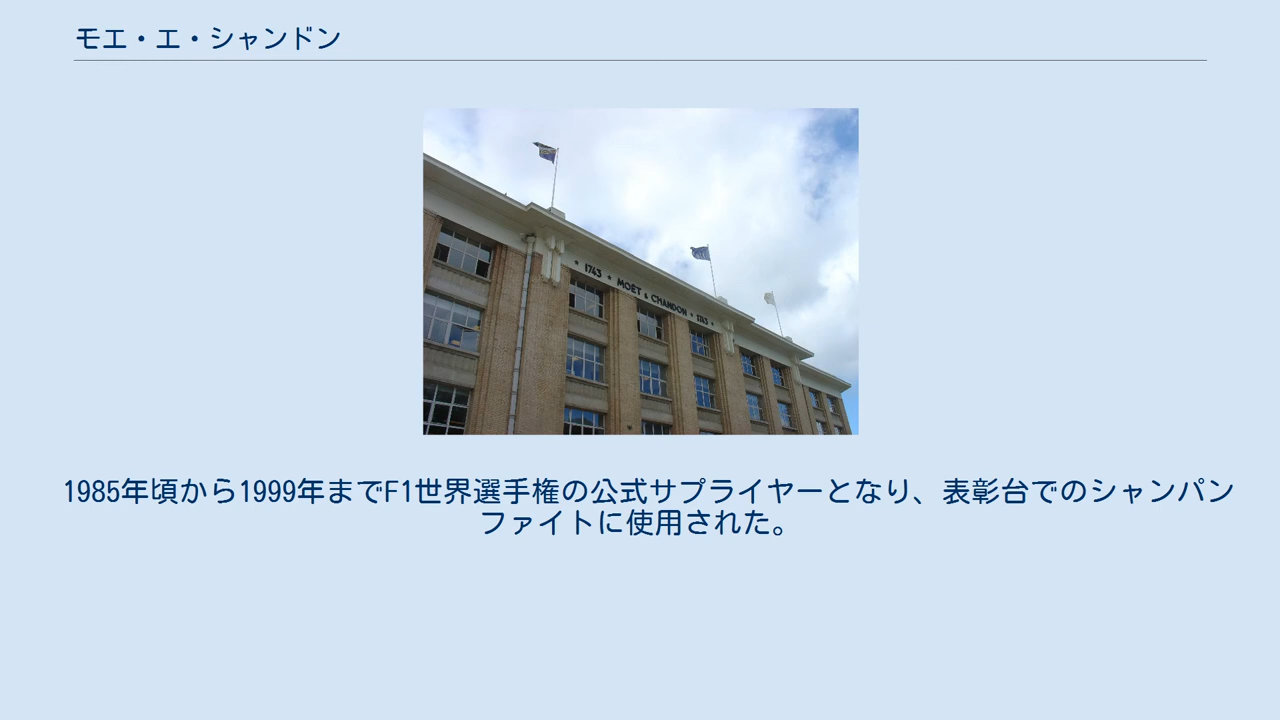 モエ・エ・シャンドン
* 1743 * MOËT & CHANDON * 1743 *
1985年頃から1999年までF1世界選手権の公式サプライヤーとなり、表彰台でのシャンパン
ファイトに使用された。